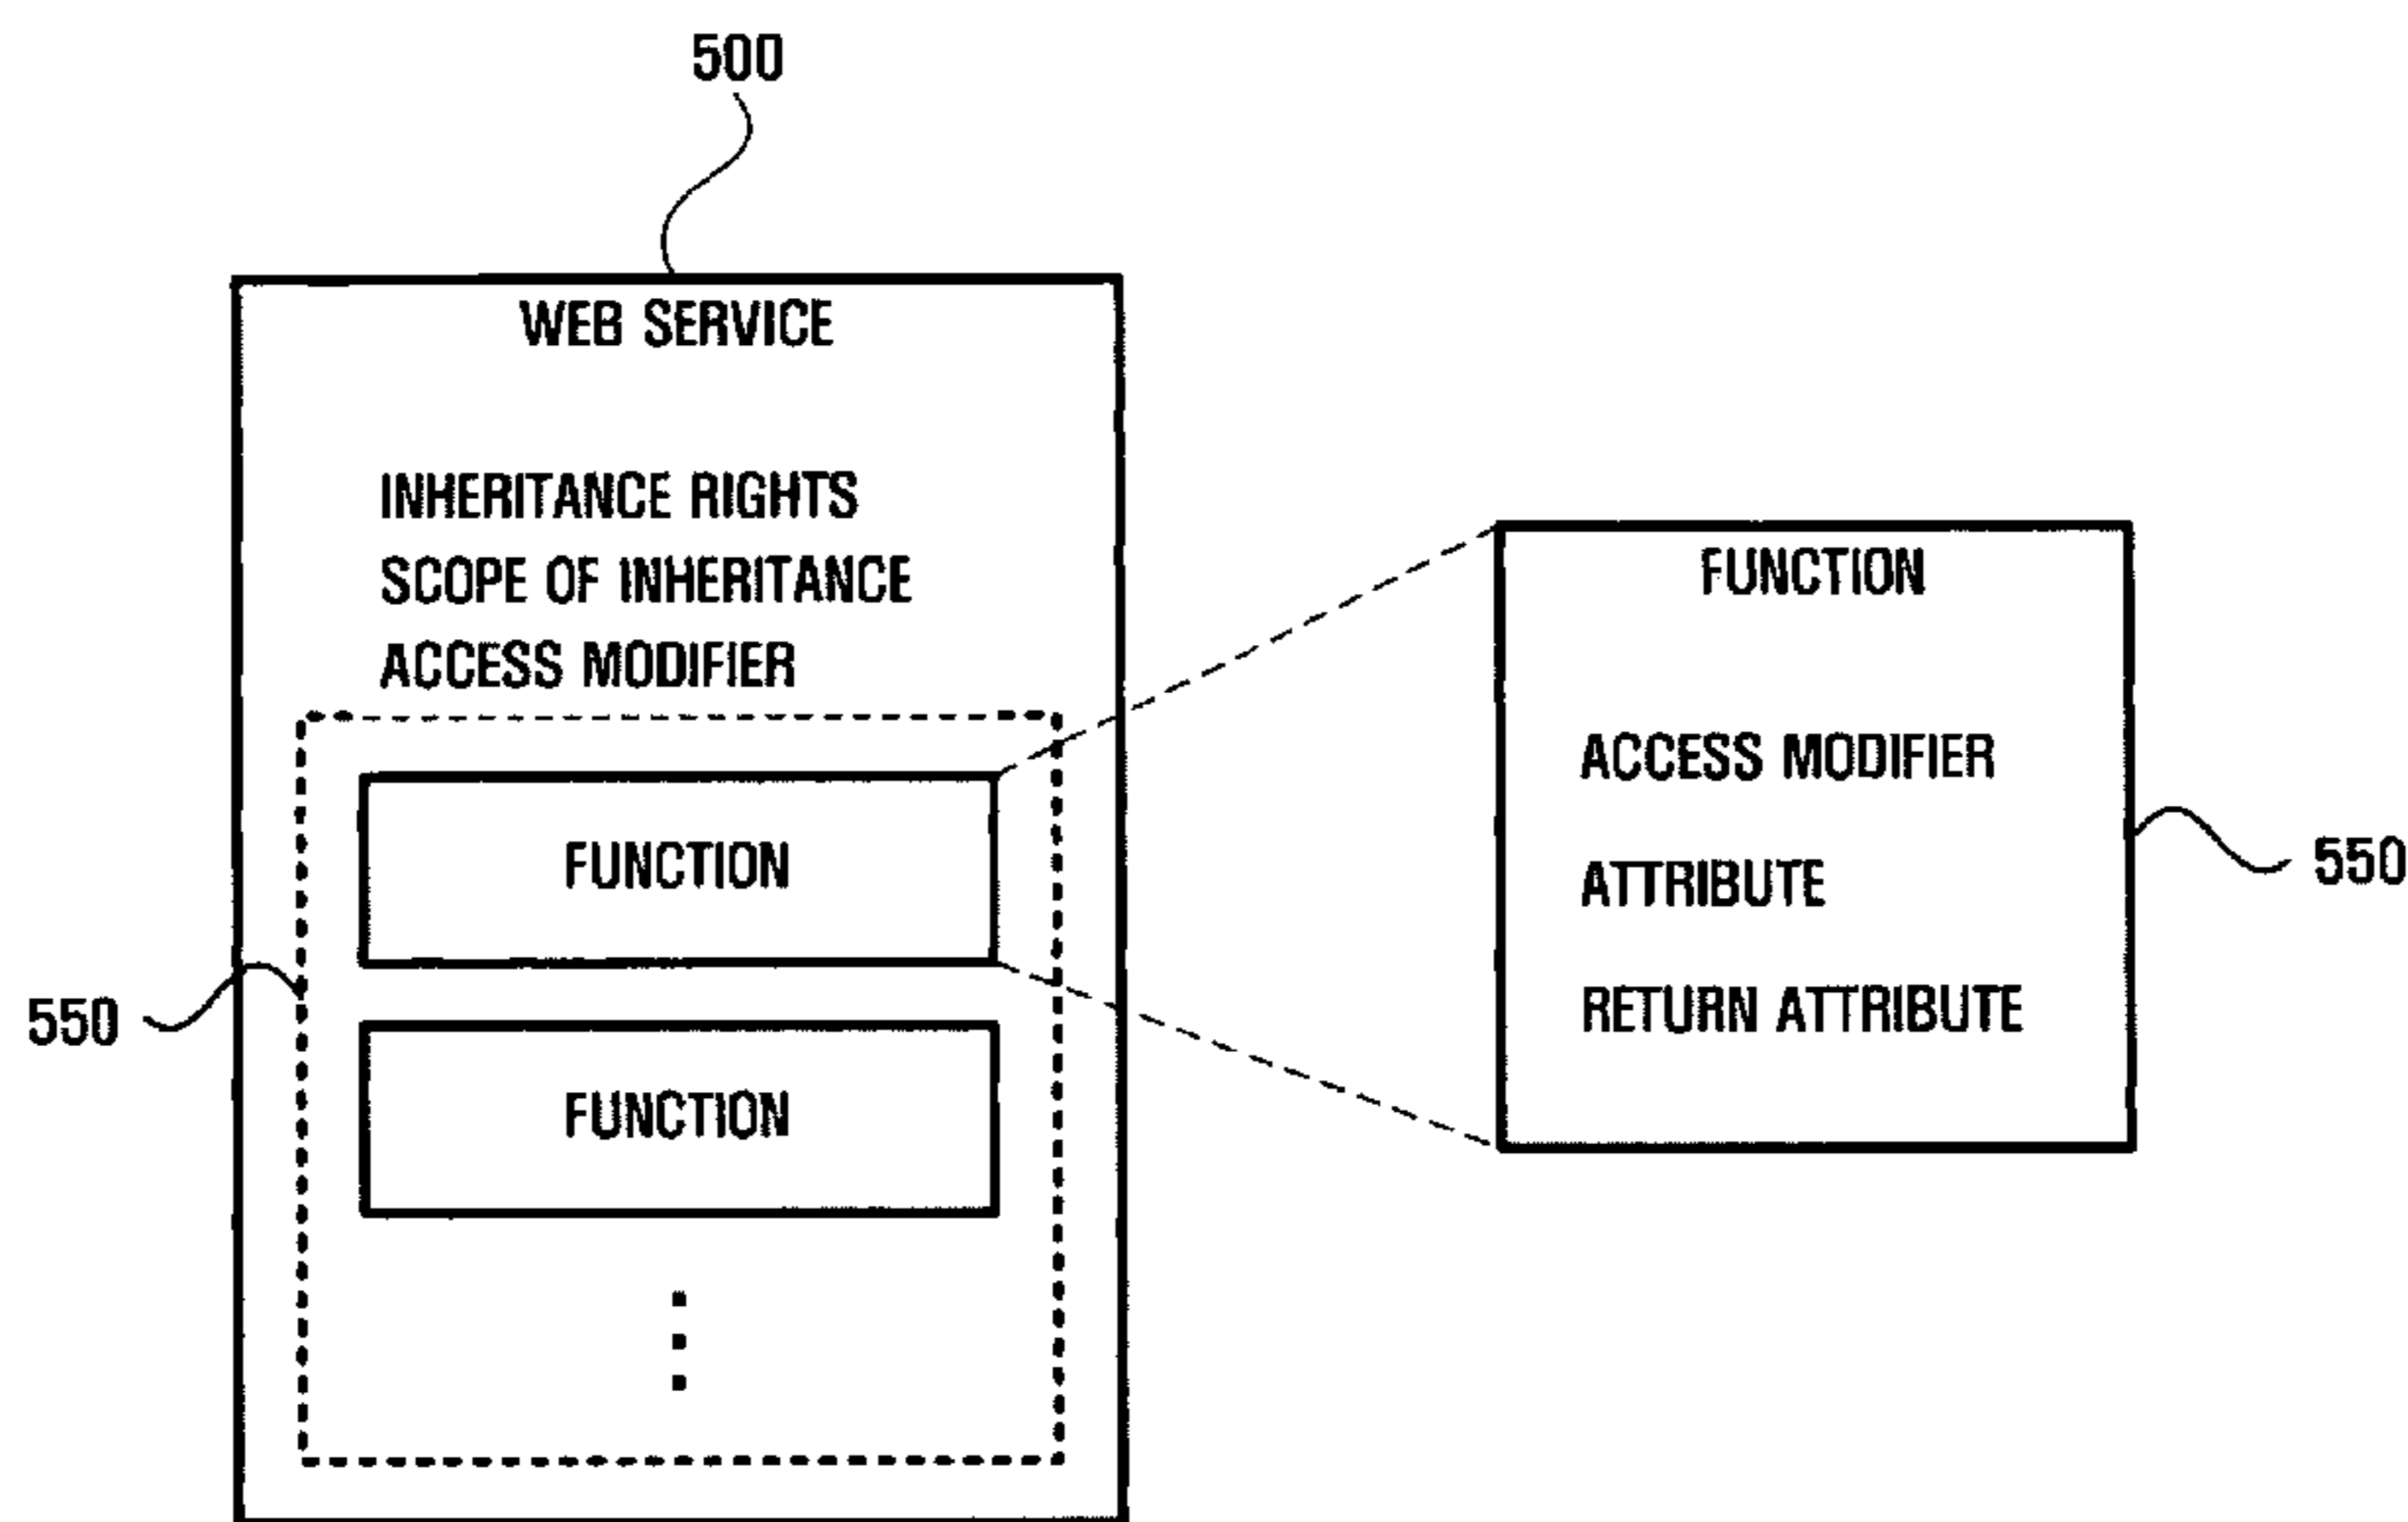 500
WEB SERVICE
INHERITANCE RIGHTS
SCOPE OF INHERITANCE
ACCESS MODIFIER
FUNCTION
FUNCTION
550
FUNCTION
ACCESS MODIFIER
ATTRIBUTE
RETURN ATTRIBUTE
550